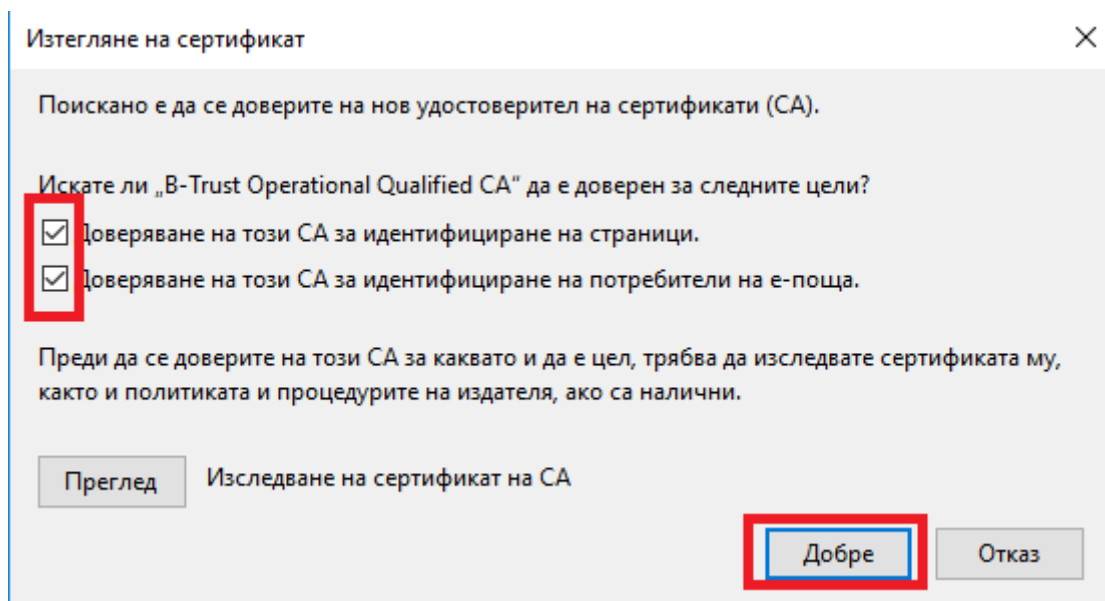 Изтегляне на сертификат
Поискано е да се доверите на нов удостоверител на сертификати (CA).
Искате ли „B-Trust Operational Qualified CA“ да е доверен за следните цели?
Доверяване на този CA за идентифициране на страници.
Доверяване на този CA за идентифициране на потребители на е-поща.
Преди да се доверите на този CA за каквато и да е цел, трябва да изследвате сертификата му,
както и политиката и процедурите на издателя, ако са налични.
Преглед Изследване на сертификат на CA
Добре Отказ